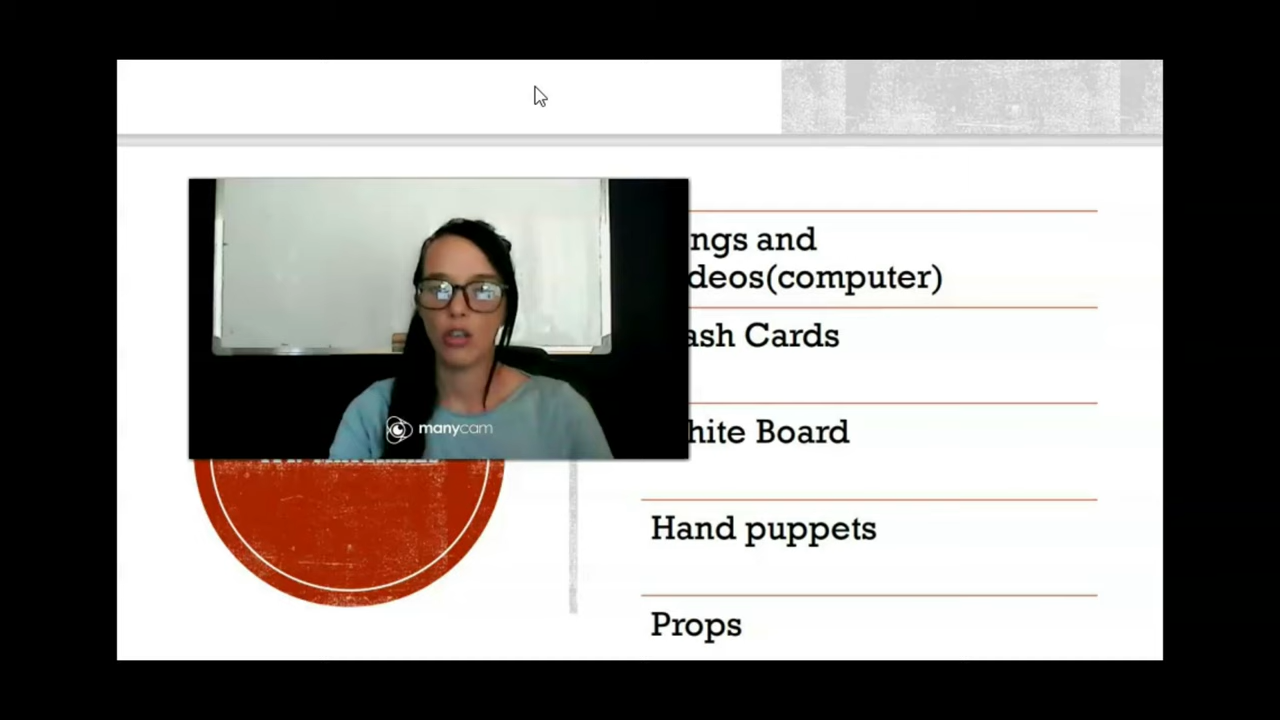 ngs and
deos(computer)
ash Cards
manycam
hite Board
Hand puppets
Props